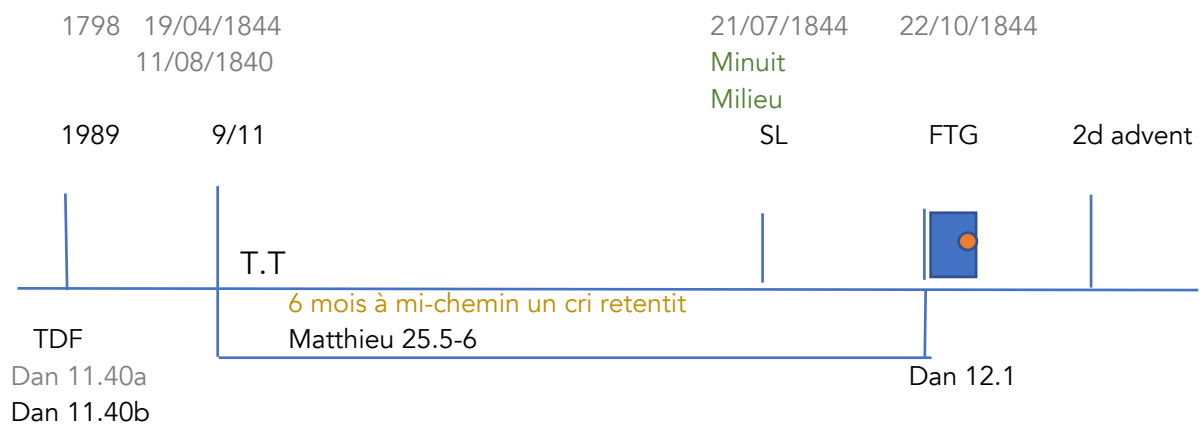 1798 19/04/1844 21/07/1844 22/10/1844
11/08/1840 Minuit
Milieu
1989 9/11 SL FTG 2d advent
T.T
6 mois à mi-chemin un cri retentit
TDF Matthieu 25.5-6
Dan 11.40a Dan 12.1
Dan 11.40b